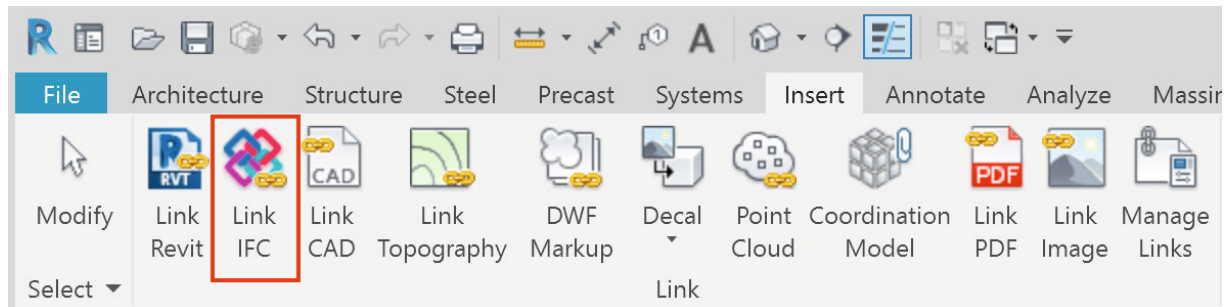 File Architecture Structure Steel Precast Systems Insert Annotate Analyze
RVT CAD PDF
Modify Link Link Link Link DWF Decal Point Coordination Link Link Manage
Revit IFC CAD Topography Markup Cloud Model PDF Image Links
Select Link